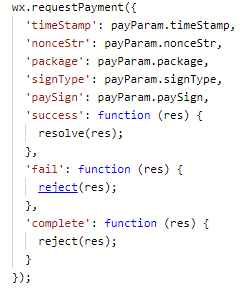 wx.requestPayment({
'timeStamp': payParam.timeStamp,
'nonceStr': payParam.nonceStr,
'package': payParam.package,
'signType': payParam.signType,
'paySign': payParam.paySign,
'success': function (res) {
resolve(res);
},
'fail': function (res) {
reject(res);
},
'complete': function (res) {
reject(res);
}
});